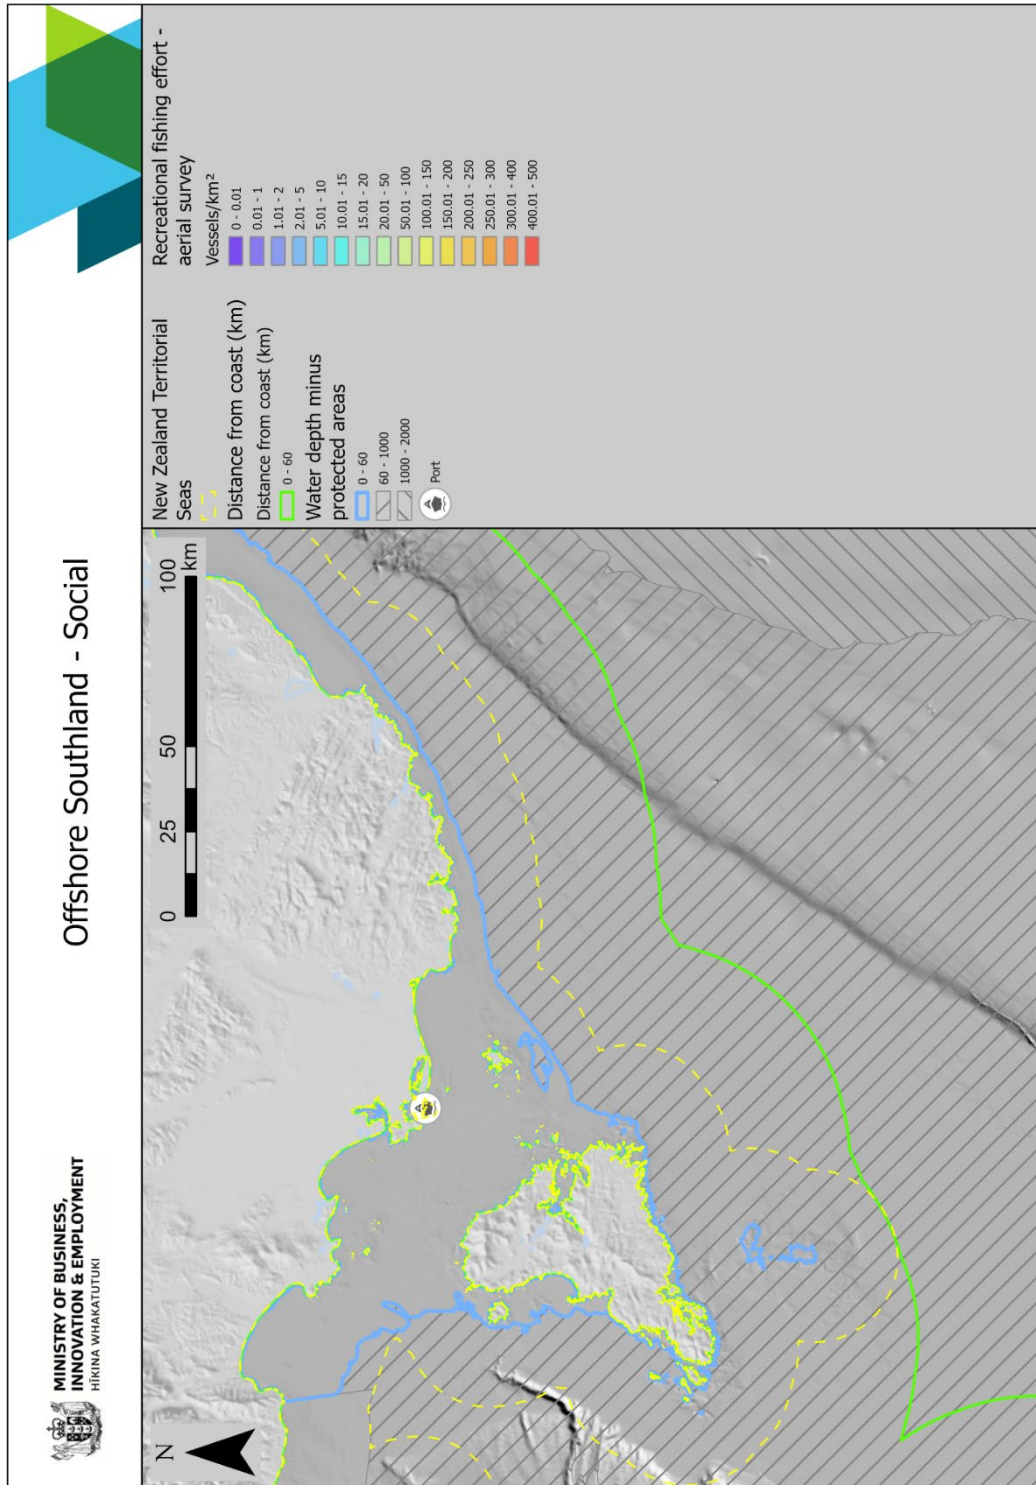 MINISTRY OF BUSINESS,
INNOVATION & EMPLOYMENT
HĪKINA WHAKATUTUKI
Offshore Southland - Social
N
0 25 50 100
km
New Zealand Territorial
Seas
Distance from coast (km)
Distance from coast (km)
0 - 60
Water depth minus
protected areas
0 - 60
60 - 1000
1000 - 2000
Port
Recreational fishing effort -
aerial survey
Vessels/km²
0 - 0.01
0.01 - 1
1.01 - 2
2.01 - 5
5.01 - 10
10.01 - 15
15.01 - 20
20.01 - 50
50.01 - 100
100.01 - 150
150.01 - 200
200.01 - 250
250.01 - 300
300.01 - 400
400.01 - 500